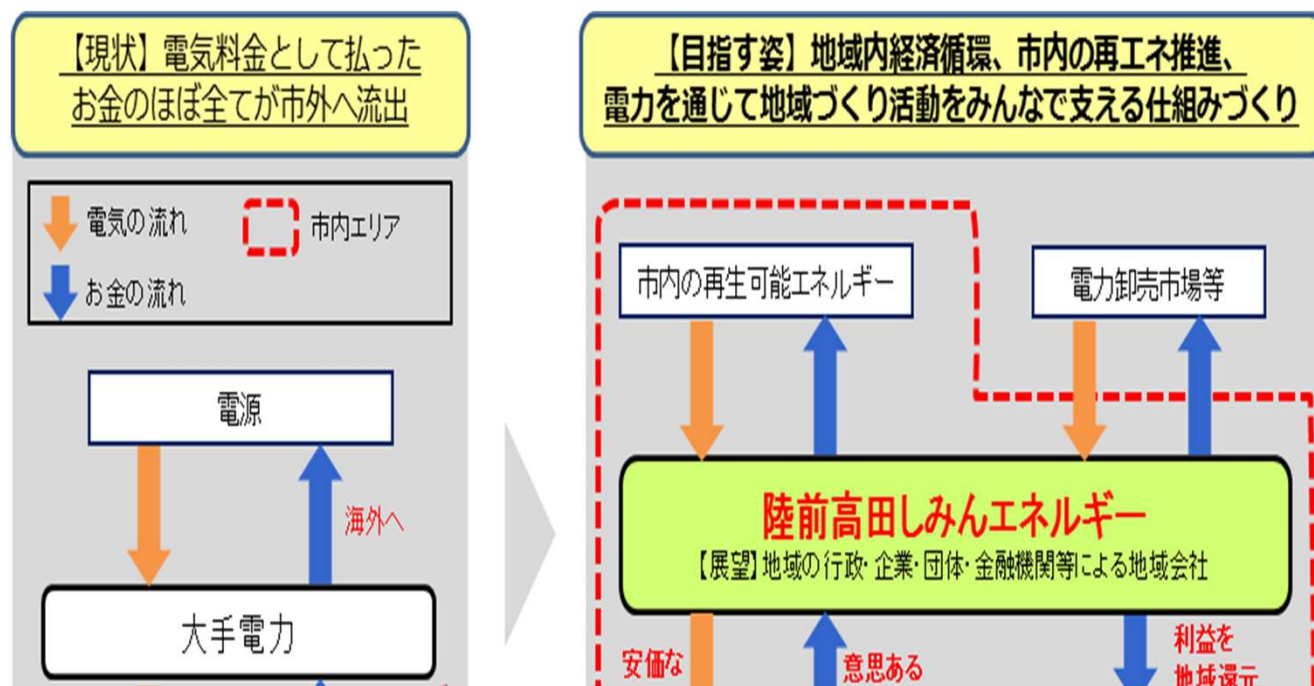 【現状】電気料金として払った
お金のほぼ全てが市外へ流出
電気の流れ
市内エリア
お金の流れ
電源
海外へ
大手電力
【目指す姿】地域内経済循環、市内の再エネ推進、
電力を通じて地域づくり活動をみんなで支える仕組みづくり
市内の再生可能エネルギー
電力卸売市場等
陸前高田しみんエネルギー
【展望】地域の行政・企業・団体・金融機関等による地域会社
安価な
意思ある
利益を
地域還元